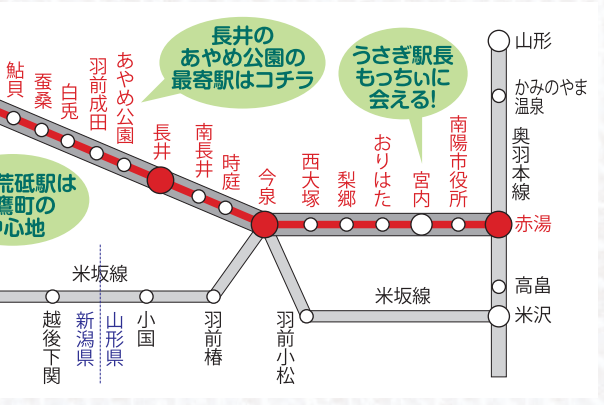 長井の
あやめ公園の
最寄駅はコチラ
うさぎ駅長
もっちぃに
会える!
荒砥駅は
鷹町の
中心地
鮎貝
蚕桑
白兎
羽前成田
あやめ公園
長井
南長井
時庭
今泉
西大塚
梨郷
おりはた
宮内
南陽市役所
赤湯
山形
かみのやま
温泉
奥羽本線
高畠
米沢
米坂線
米坂線
越後下関
新潟県
山形県
小国
羽前椿
羽前小松